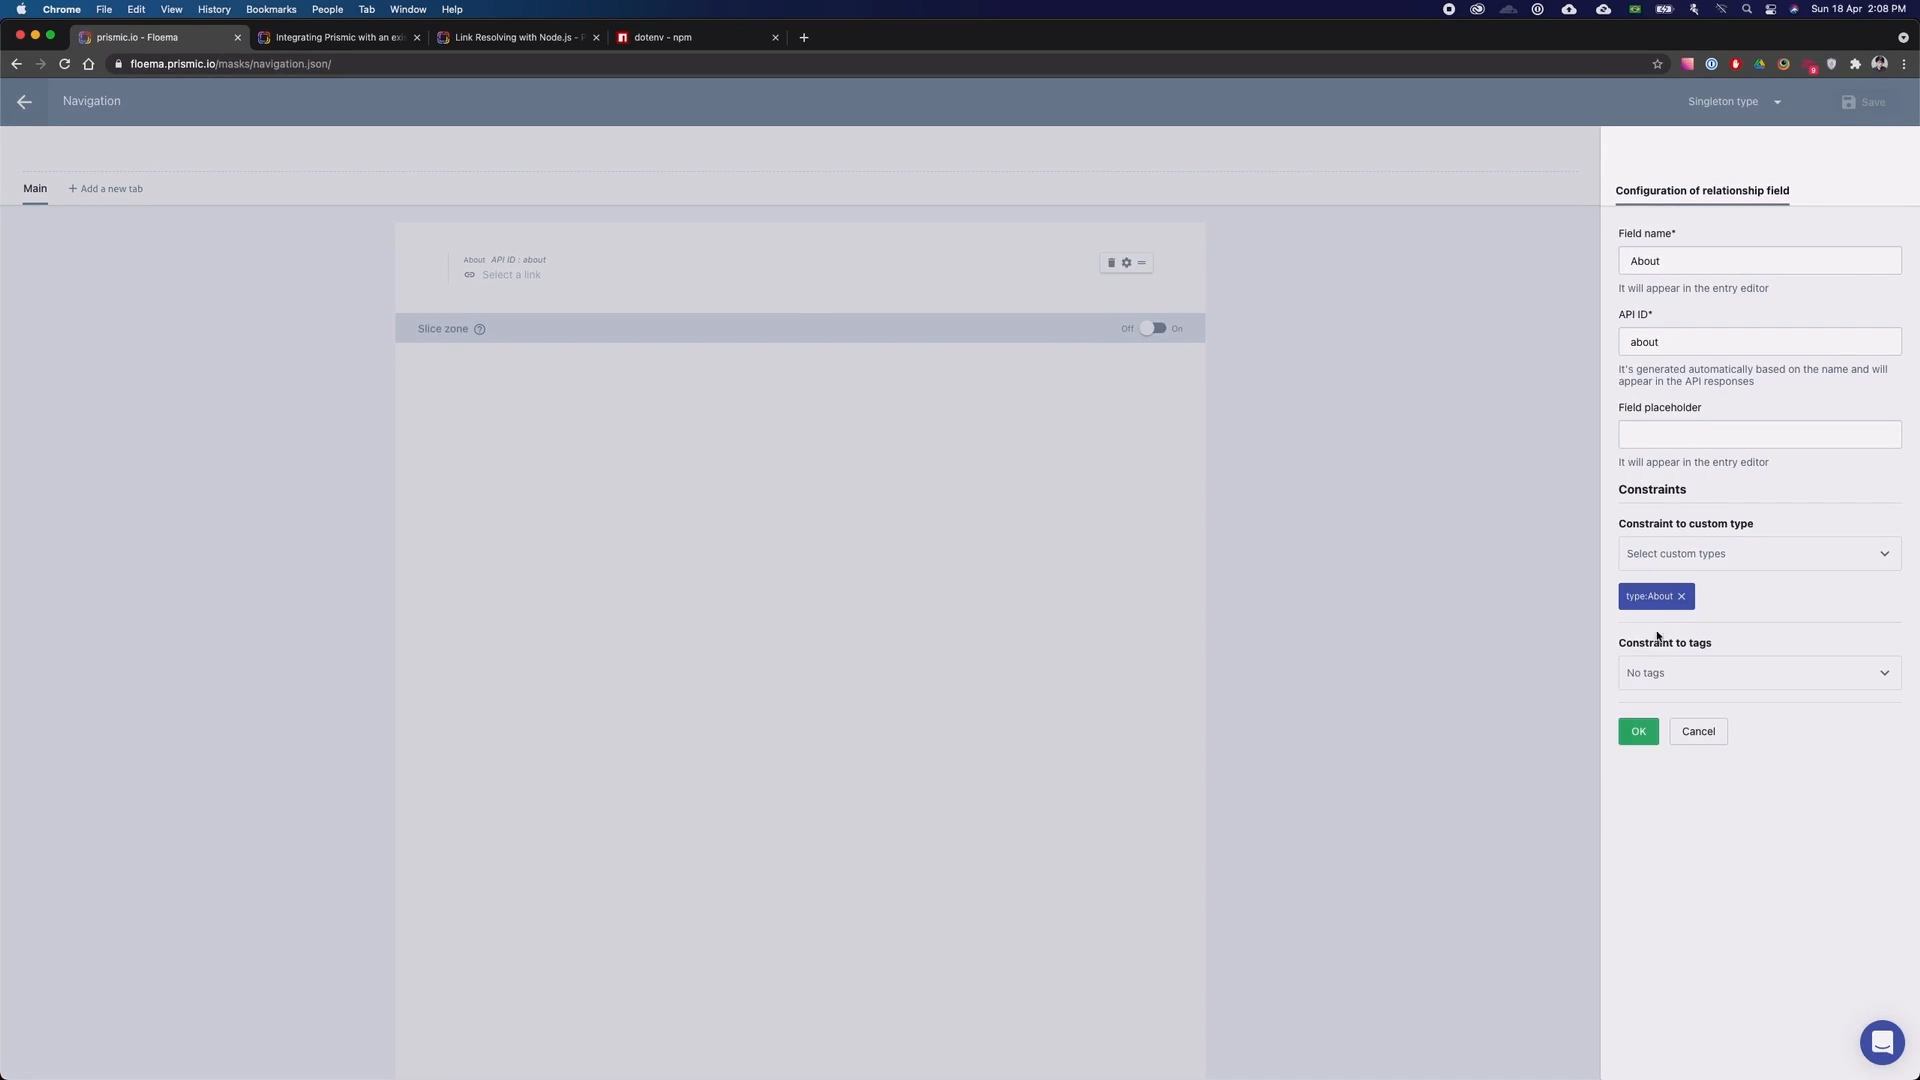 Chrome File Edit View History Bookmarks People Tab Window Help
Sun 18 Apr 2:08 PM
prismic.io - Floema
Integrating Prismic with an exi
Link Resolving with Node.js - P
dotenv - npm
floema.prismic.io/masks/navigation.json/
9
Navigation
Singleton type
Save
Main
+ Add a new tab
About API ID : about
Select a link
Slice zone ?
Off On
Configuration of relationship field
Field name*
About
It will appear in the entry editor
API ID*
about
It's generated automatically based on the name and will
appear in the API responses
Field placeholder
It will appear in the entry editor
Constraints
Constraint to custom type
Select custom types
type:About
Constraint to tags
No tags
OK Cancel